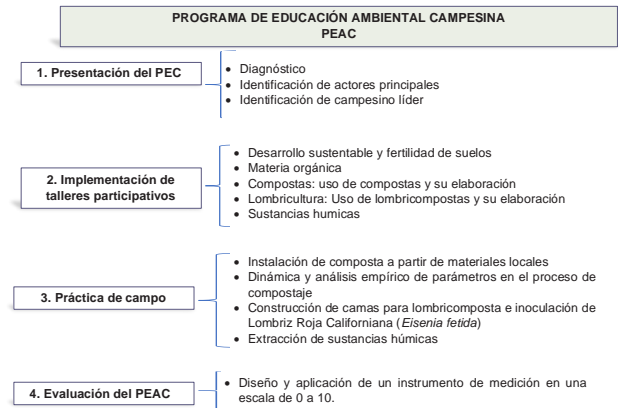 PROGRAMA DE EDUCACIÓN AMBIENTAL CAMPESINA
PEAC
1. Presentación del PEC
• Diagnóstico
• Identificación de actores principales
• Identificación de campesino líder
2. Implementación de
talleres participativos
• Desarrollo sustentable y fertilidad de suelos
• Materia orgánica
• Compostas: uso de compostas y su elaboración
• Lombricultura: Uso de lombricompostas y su elaboración
• Sustancias humicas
3. Práctica de campo
• Instalación de composta a partir de materiales locales
• Dinámica y análisis empírico de parámetros en el proceso de
compostaje
• Construcción de camas para lombricomposta e inoculación de
Lombriz Roja Californiana (Eisenia fetida)
• Extracción de sustancias húmicas
4. Evaluación del PEAC
• Diseño y aplicación de un instrumento de medición en una
escala de 0 a 10.